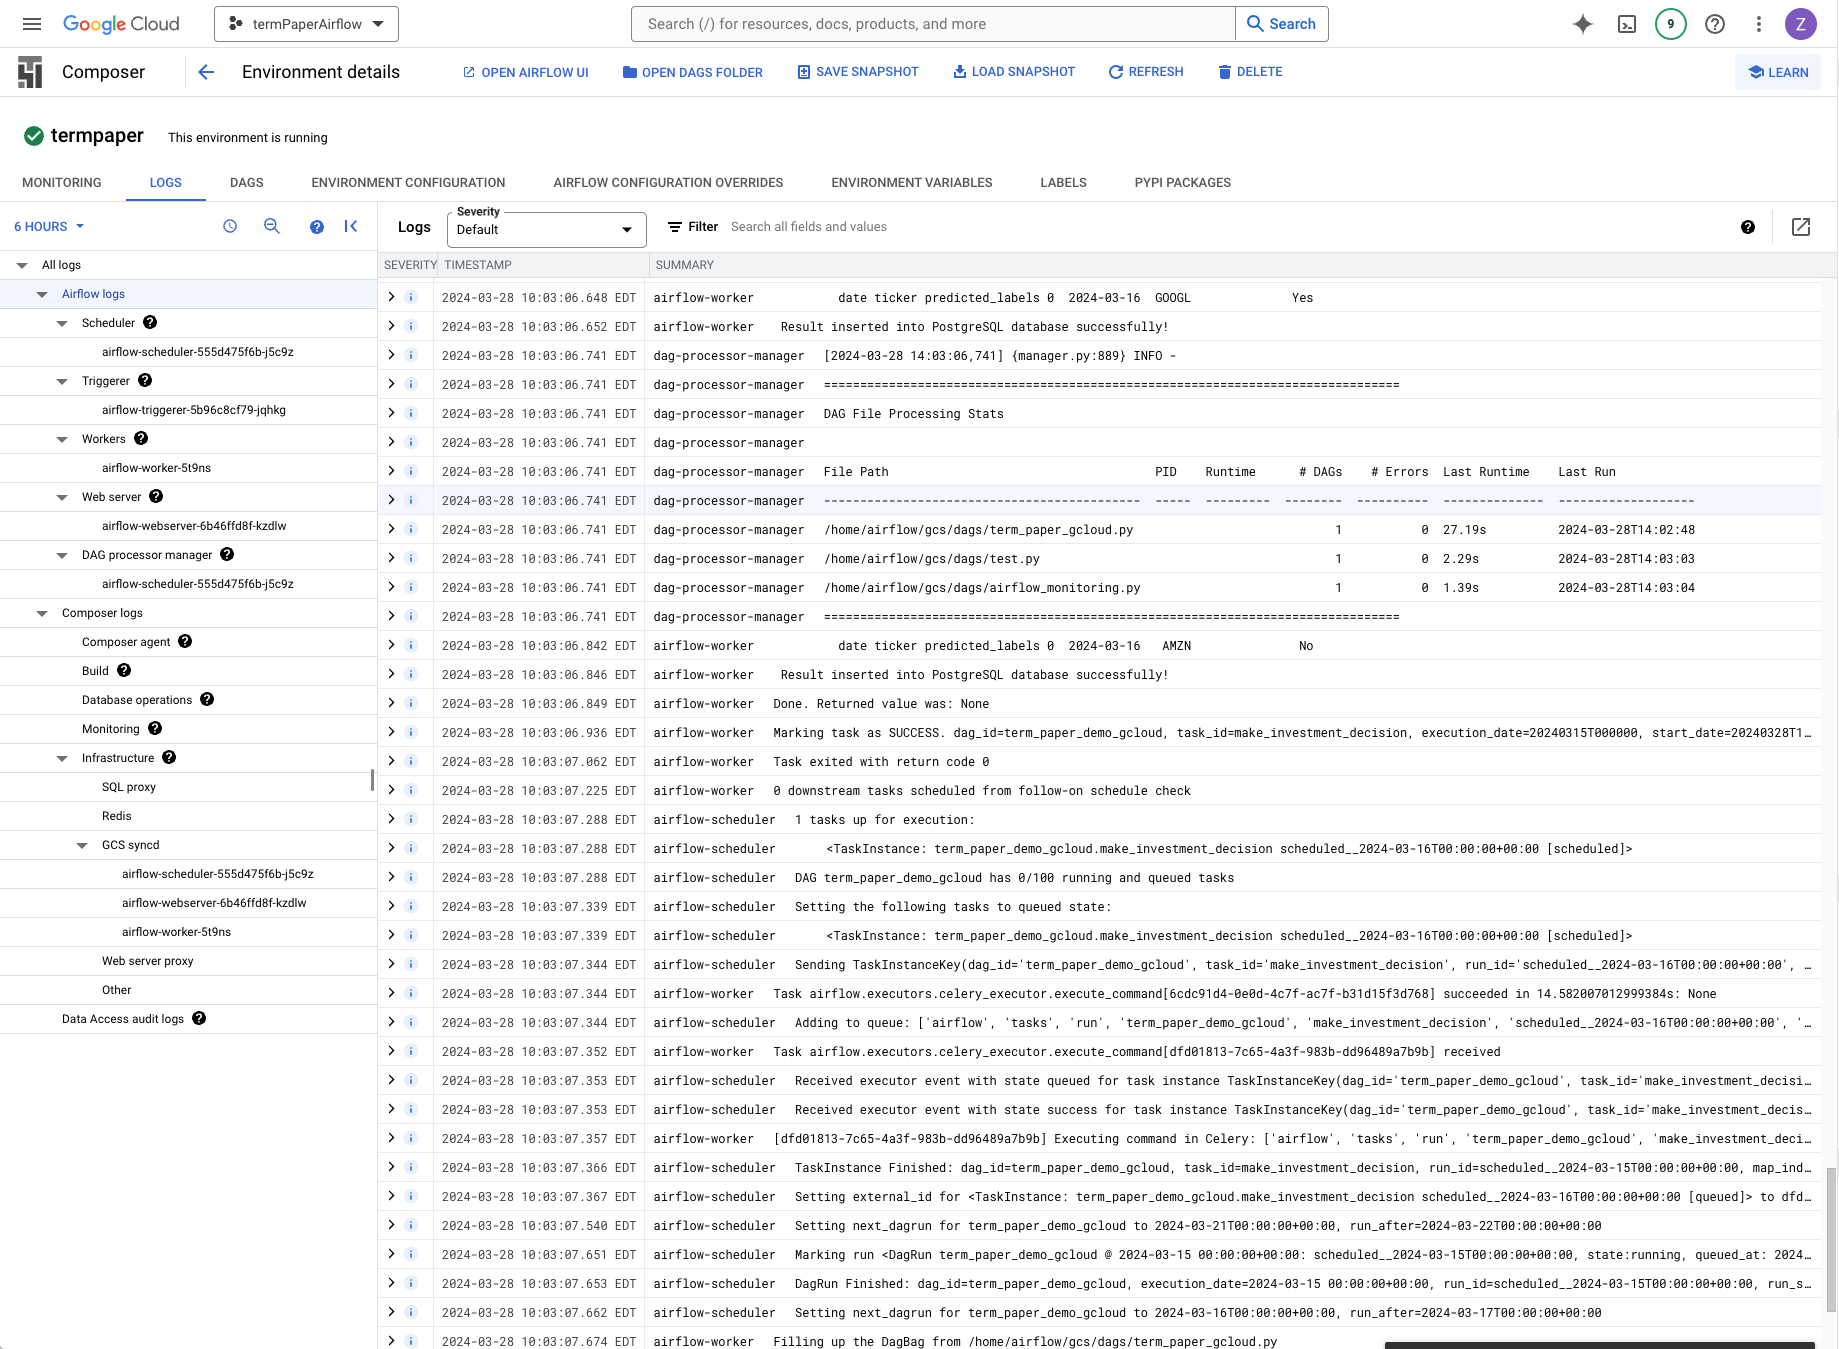 Google Cloud
termPaperAirflow
Search (/) for resources, docs, products, and more
Search
9
Z
Composer
Environment details
OPEN AIRFLOW UI
OPEN DAGS FOLDER
SAVE SNAPSHOT
LOAD SNAPSHOT
REFRESH
DELETE
LEARN
termpaper
This environment is running
MONITORING
LOGS
DAGS
ENVIRONMENT CONFIGURATION
AIRFLOW CONFIGURATION OVERRIDES
ENVIRONMENT VARIABLES
LABELS
PYPI PACKAGES
6 HOURS
All logs
Airflow logs
Scheduler
airflow-scheduler-555d475f6b-j5c9z
Triggerer
airflow-triggerer-5b96c8cf79-jqhkg
Workers
airflow-worker-5t9ns
Web server
airflow-webserver-6b46ffd8f-kzdlw
DAG processor manager
airflow-scheduler-555d475f6b-j5c9z
Composer logs
Composer agent
Build
Database operations
Monitoring
Infrastructure
SQL proxy
Redis
GCS syncd
airflow-scheduler-555d475f6b-j5c9z
airflow-webserver-6b46ffd8f-kzdlw
airflow-worker-5t9ns
Web server proxy
Other
Data Access audit logs
Logs
Severity
Default
Filter
Search all fields and values
SEVERITY TIMESTAMP SUMMARY
2024-03-28 10:03:06.648 EDT airflow-worker date ticker predicted_labels 0 2024-03-16 GOOGL Yes
2024-03-28 10:03:06.652 EDT airflow-worker Result inserted into PostgreSQL database successfully!
2024-03-28 10:03:06.741 EDT dag-processor-manager [2024-03-28 14:03:06,741] {manager.py:889} INFO -
2024-03-28 10:03:06.741 EDT dag-processor-manager ================================================================================
2024-03-28 10:03:06.741 EDT dag-processor-manager DAG File Processing Stats
2024-03-28 10:03:06.741 EDT dag-processor-manager
2024-03-28 10:03:06.741 EDT dag-processor-manager File Path PID Runtime # DAGs # Errors Last Runtime Last Run
2024-03-28 10:03:06.741 EDT dag-processor-manager -------------------------------------------- ----- --------- -------- ---------- -------------- -------------------
2024-03-28 10:03:06.741 EDT dag-processor-manager /home/airflow/gcs/dags/term_paper_gcloud.py 1 0 27.19s 2024-03-28T14:02:48
2024-03-28 10:03:06.741 EDT dag-processor-manager /home/airflow/gcs/dags/test.py 1 0 2.29s 2024-03-28T14:03:03
2024-03-28 10:03:06.741 EDT dag-processor-manager /home/airflow/gcs/dags/airflow_monitoring.py 1 0 1.39s 2024-03-28T14:03:04
2024-03-28 10:03:06.741 EDT dag-processor-manager ================================================================================
2024-03-28 10:03:06.842 EDT airflow-worker date ticker predicted_labels 0 2024-03-16 AMZN No
2024-03-28 10:03:06.846 EDT airflow-worker Result inserted into PostgreSQL database successfully!
2024-03-28 10:03:06.849 EDT airflow-worker Done. Returned value was: None
2024-03-28 10:03:06.936 EDT airflow-worker Marking task as SUCCESS. dag_id=term_paper_demo_gcloud, task_id=make_investment_decision, execution_date=20240315T000000, start_date=20240328T1…
2024-03-28 10:03:07.062 EDT airflow-worker Task exited with return code 0
2024-03-28 10:03:07.225 EDT airflow-worker 0 downstream tasks scheduled from follow-on schedule check
2024-03-28 10:03:07.288 EDT airflow-scheduler 1 tasks up for execution:
2024-03-28 10:03:07.288 EDT airflow-scheduler <TaskInstance: term_paper_demo_gcloud.make_investment_decision scheduled__2024-03-16T00:00:00+00:00 [scheduled]>
2024-03-28 10:03:07.288 EDT airflow-scheduler DAG term_paper_demo_gcloud has 0/100 running and queued tasks
2024-03-28 10:03:07.339 EDT airflow-scheduler Setting the following tasks to queued state:
2024-03-28 10:03:07.339 EDT airflow-scheduler <TaskInstance: term_paper_demo_gcloud.make_investment_decision scheduled__2024-03-16T00:00:00+00:00 [scheduled]>
2024-03-28 10:03:07.344 EDT airflow-scheduler Sending TaskInstanceKey(dag_id='term_paper_demo_gcloud', task_id='make_investment_decision', run_id='scheduled__2024-03-16T00:00:00+00:00', …
2024-03-28 10:03:07.344 EDT airflow-worker Task airflow.executors.celery_executor.execute_command[6cdc91d4-0e0d-4c7f-ac7f-b31d15f3d768] succeeded in 14.582007012999384s: None
2024-03-28 10:03:07.344 EDT airflow-scheduler Adding to queue: ['airflow', 'tasks', 'run', 'term_paper_demo_gcloud', 'make_investment_decision', 'scheduled__2024-03-16T00:00:00+00:00', '…
2024-03-28 10:03:07.352 EDT airflow-worker Task airflow.executors.celery_executor.execute_command[dfd01813-7c65-4a3f-983b-dd96489a7b9b] received
2024-03-28 10:03:07.353 EDT airflow-scheduler Received executor event with state queued for task instance TaskInstanceKey(dag_id='term_paper_demo_gcloud', task_id='make_investment_decisi…
2024-03-28 10:03:07.353 EDT airflow-scheduler Received executor event with state success for task instance TaskInstanceKey(dag_id='term_paper_demo_gcloud', task_id='make_investment_decis…
2024-03-28 10:03:07.357 EDT airflow-worker [dfd01813-7c65-4a3f-983b-dd96489a7b9b] Executing command in Celery: ['airflow', 'tasks', 'run', 'term_paper_demo_gcloud', 'make_investment_deci…
2024-03-28 10:03:07.366 EDT airflow-scheduler TaskInstance Finished: dag_id=term_paper_demo_gcloud, task_id=make_investment_decision, run_id=scheduled__2024-03-15T00:00:00+00:00, map_ind…
2024-03-28 10:03:07.367 EDT airflow-scheduler Setting external_id for <TaskInstance: term_paper_demo_gcloud.make_investment_decision scheduled__2024-03-16T00:00:00+00:00 [queued]> to dfd…
2024-03-28 10:03:07.540 EDT airflow-scheduler Setting next_dagrun for term_paper_demo_gcloud to 2024-03-21T00:00:00+00:00, run_after=2024-03-22T00:00:00+00:00
2024-03-28 10:03:07.651 EDT airflow-scheduler Marking run <DagRun term_paper_demo_gcloud @ 2024-03-15 00:00:00+00:00: scheduled__2024-03-15T00:00:00+00:00, state:running, queued_at: 2024…
2024-03-28 10:03:07.653 EDT airflow-scheduler DagRun Finished: dag_id=term_paper_demo_gcloud, execution_date=2024-03-15 00:00:00+00:00, run_id=scheduled__2024-03-15T00:00:00+00:00, run_s…
2024-03-28 10:03:07.662 EDT airflow-scheduler Setting next_dagrun for term_paper_demo_gcloud to 2024-03-16T00:00:00+00:00, run_after=2024-03-17T00:00:00+00:00
2024-03-28 10:03:07.674 EDT airflow-worker Filling up the DagBag from /home/airflow/gcs/dags/term_paper_gcloud.py